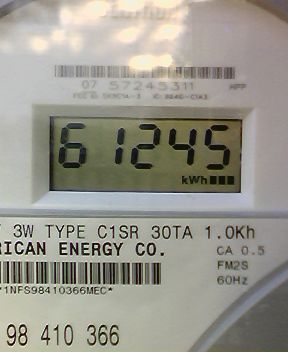 07 57245311
61245
kWh
3W TYPE C1SR 30TA 1.0Kh
RICAN ENERGY CO.
CA 0.5
FM2S
60Hz
*1NFS98410366MEC*
98 410 366